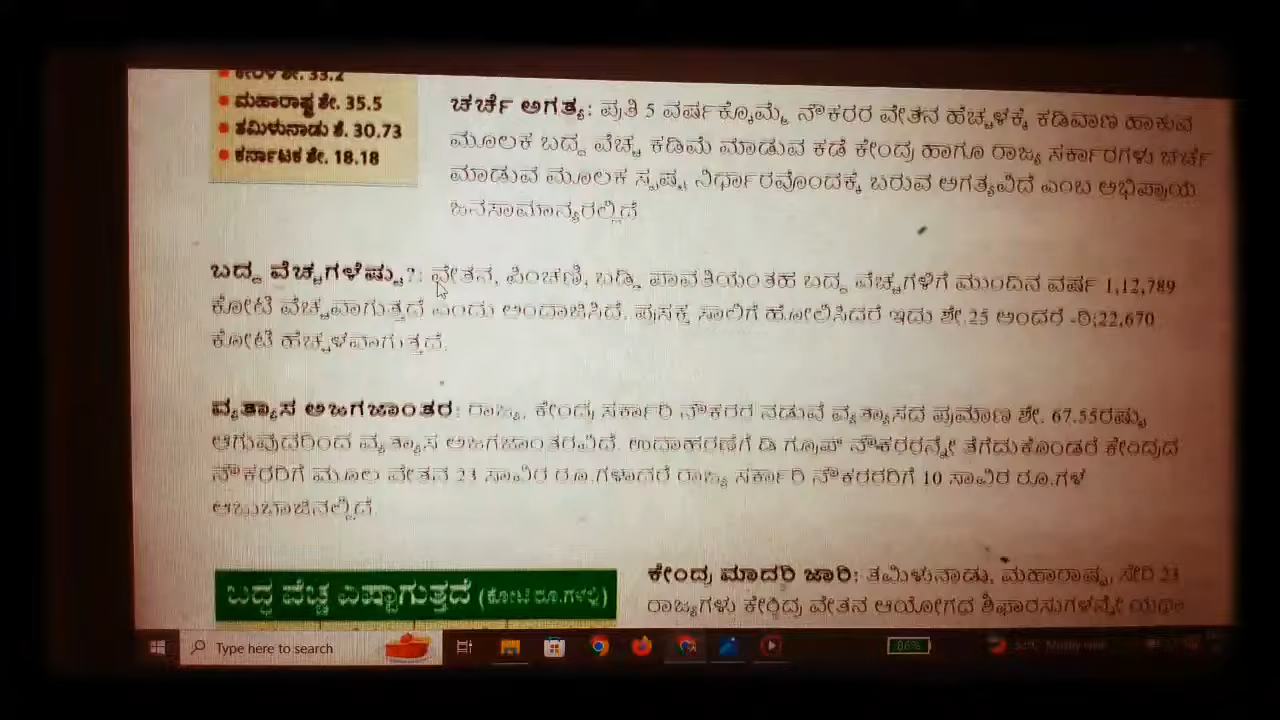 ಕೇರಳ ಶೇ. 33.2
ಮಹಾರಾಷ್ಟ್ರ ಶೇ. 35.5
ತಮಿಳುನಾಡು ಶೆ. 30.73
ಕರ್ನಾಟಕ ಶೇ. 18.18
ಚರ್ಚೆ ಅಗತ್ಯ: ಪ್ರತಿ 5 ವರ್ಷಕ್ಕೊಮ್ಮೆ ನೌಕರರ ವೇತನ ಹೆಚ್ಚಳಕ್ಕೆ ಕಡಿವಾಣ ಹಾಕುವ
ಮೂಲಕ ಬದ್ಧ ವೆಚ್ಚ ಕಡಿಮೆ ಮಾಡುವ ಕಡೆ ಕೇಂದ್ರ ಹಾಗೂ ರಾಜ್ಯ ಸರ್ಕಾರಗಳು ಚರ್ಚೆ
ಮಾಡುವ ಮೂಲಕ ಸ್ಪಷ್ಟ ನಿರ್ಧಾರವೊಂದಕ್ಕೆ ಬರುವ ಅಗತ್ಯವಿದೆ ಎಂಬ ಅಭಿಪ್ರಾಯ
ಜನಸಾಮಾನ್ಯರಲ್ಲಿದೆ
ಬದ್ಧ ವೆಚ್ಚಗಳೆಷ್ಟು?: ವೇತನ, ಪಿಂಚಣಿ, ಬಡ್ಡಿ ಪಾವತಿಯಂತಹ ಬದ್ಧ ವೆಚ್ಚಗಳಿಗೆ ಮುಂದಿನ ವರ್ಷ 1,12,789
ಕೋಟಿ ವೆಚ್ಚವಾಗುತ್ತದೆ ಎಂದು ಅಂದಾಜಿಸಿದೆ. ಪ್ರಸಕ್ತ ಸಾಲಿಗೆ ಹೋಲಿಸಿದರೆ ಇದು ಶೇ.25 ಅಂದರೆ 22,670
ಕೋಟಿ ಹೆಚ್ಚಳವಾಗುತ್ತದೆ.
ವ್ಯತ್ಯಾಸ ಅಜಗಜಾಂತರ: ರಾಜ್ಯ, ಕೇಂದ್ರ ಸರ್ಕಾರಿ ನೌಕರರ ನಡುವೆ ವ್ಯತ್ಯಾಸದ ಪ್ರಮಾಣ ಶೇ. 67.55ರಷ್ಟು
ಆಗುವುದರಿಂದ ವ್ಯತ್ಯಾಸ ಅಜಗಜಾಂತರವಿದೆ. ಉದಾಹರಣೆಗೆ ಡಿ ಗ್ರೂಪ್ ನೌಕರರನ್ನೇ ತೆಗೆದುಕೊಂಡರೆ ಕೇಂದ್ರದ
ನೌಕರರಿಗೆ ಮೂಲ ವೇತನ 23 ಸಾವಿರ ರೂ.ಗಳಾದರೆ ರಾಜ್ಯ ಸರ್ಕಾರಿ ನೌಕರರರಿಗೆ 10 ಸಾವಿರ ರೂ.ಗಳ
ಆಜುಬಾಜಿನಲ್ಲಿದೆ.
ಬದ್ಧ ವೆಚ್ಚ ಎಷ್ಟಾಗುತ್ತದೆ (ಕೋಟಿ ರೂ.ಗಳಲ್ಲಿ)
ಕೇಂದ್ರ ಮಾದರಿ ಜಾರಿ: ತಮಿಳುನಾಡು, ಮಹಾರಾಷ್ಟ್ರ ಸೇರಿ 23
ರಾಜ್ಯಗಳು ಕೇಂದ್ರ ವೇತನ ಆಯೋಗದ ಶಿಫಾರಸುಗಳನ್ನೇ ಯಥಾ
Type here to search
86%